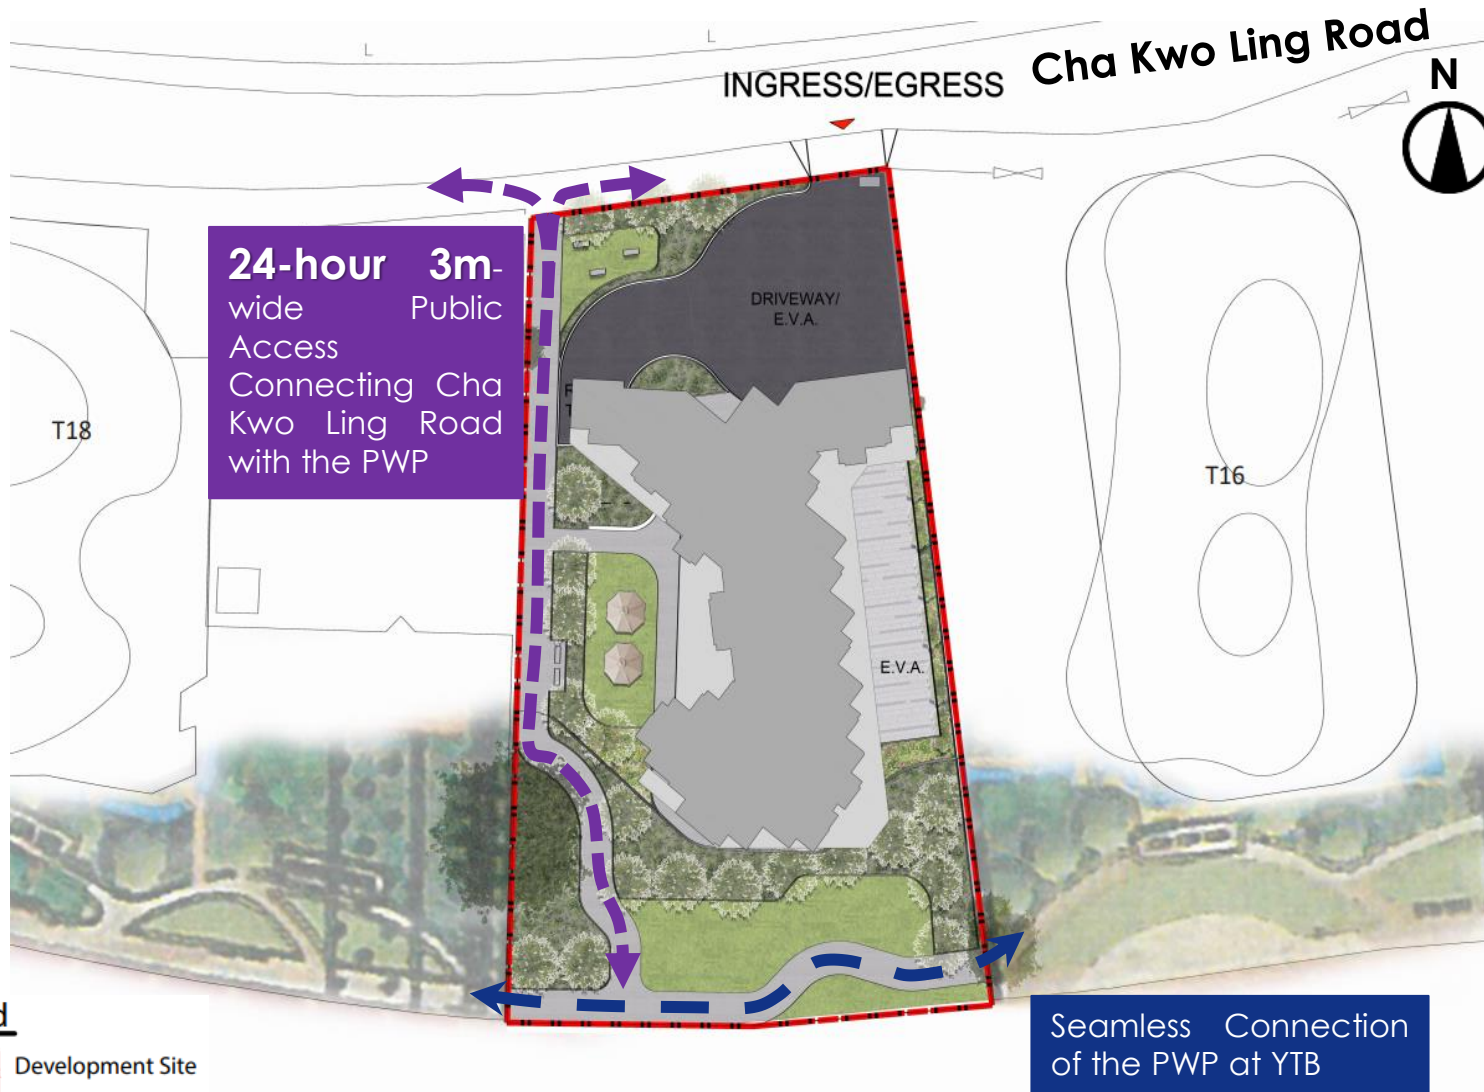 Cha Kwo Ling Road
INGRESS/EGRESS
N
L
L
24-hour 3m-
wide Public
Access
Connecting Cha
Kwo Ling Road
with the PWP
DRIVEWAY/
E.V.A.
T18
T16
E.V.A.
Seamless Connection
of the PWP at YTB
Development Site